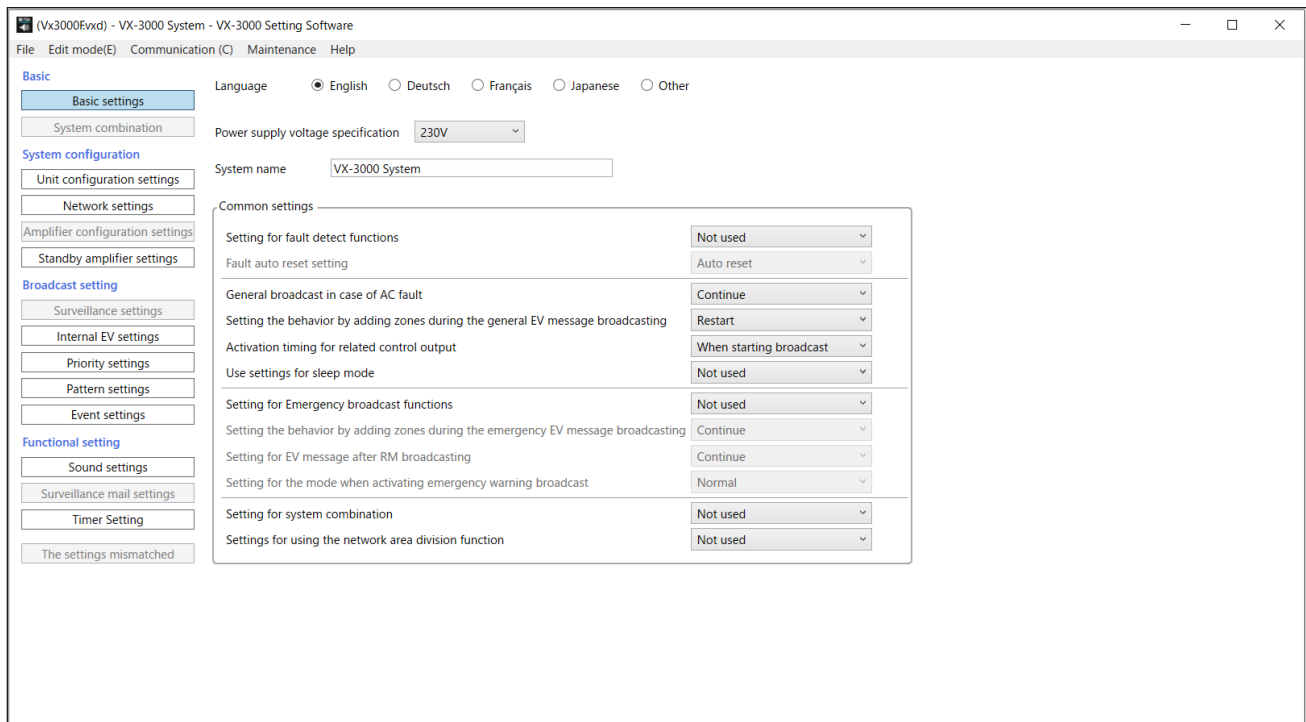 (Vx3000F.vxd) - VX-3000 System - VX-3000 Setting Software
File Edit mode(E) Communication (C) Maintenance Help
Basic
Basic settings
System combination
System configuration
Unit configuration settings
Network settings
Amplifier configuration settings
Standby amplifier settings
Broadcast setting
Surveillance settings
Internal EV settings
Priority settings
Pattern settings
Event settings
Functional setting
Sound settings
Surveillance mail settings
Timer Setting
The settings mismatched
Language English Deutsch Français Japanese Other
Power supply voltage specification 230V
System name VX-3000 System
Common settings
Setting for fault detect functions Not used
Fault auto reset setting Auto reset
General broadcast in case of AC fault Continue
Setting the behavior by adding zones during the general EV message broadcasting Restart
Activation timing for related control output When starting broadcast
Use settings for sleep mode Not used
Setting for Emergency broadcast functions Not used
Setting the behavior by adding zones during the emergency EV message broadcasting Continue
Setting for EV message after RM broadcasting Continue
Setting for the mode when activating emergency warning broadcast Normal
Setting for system combination Not used
Settings for using the network area division function Not used